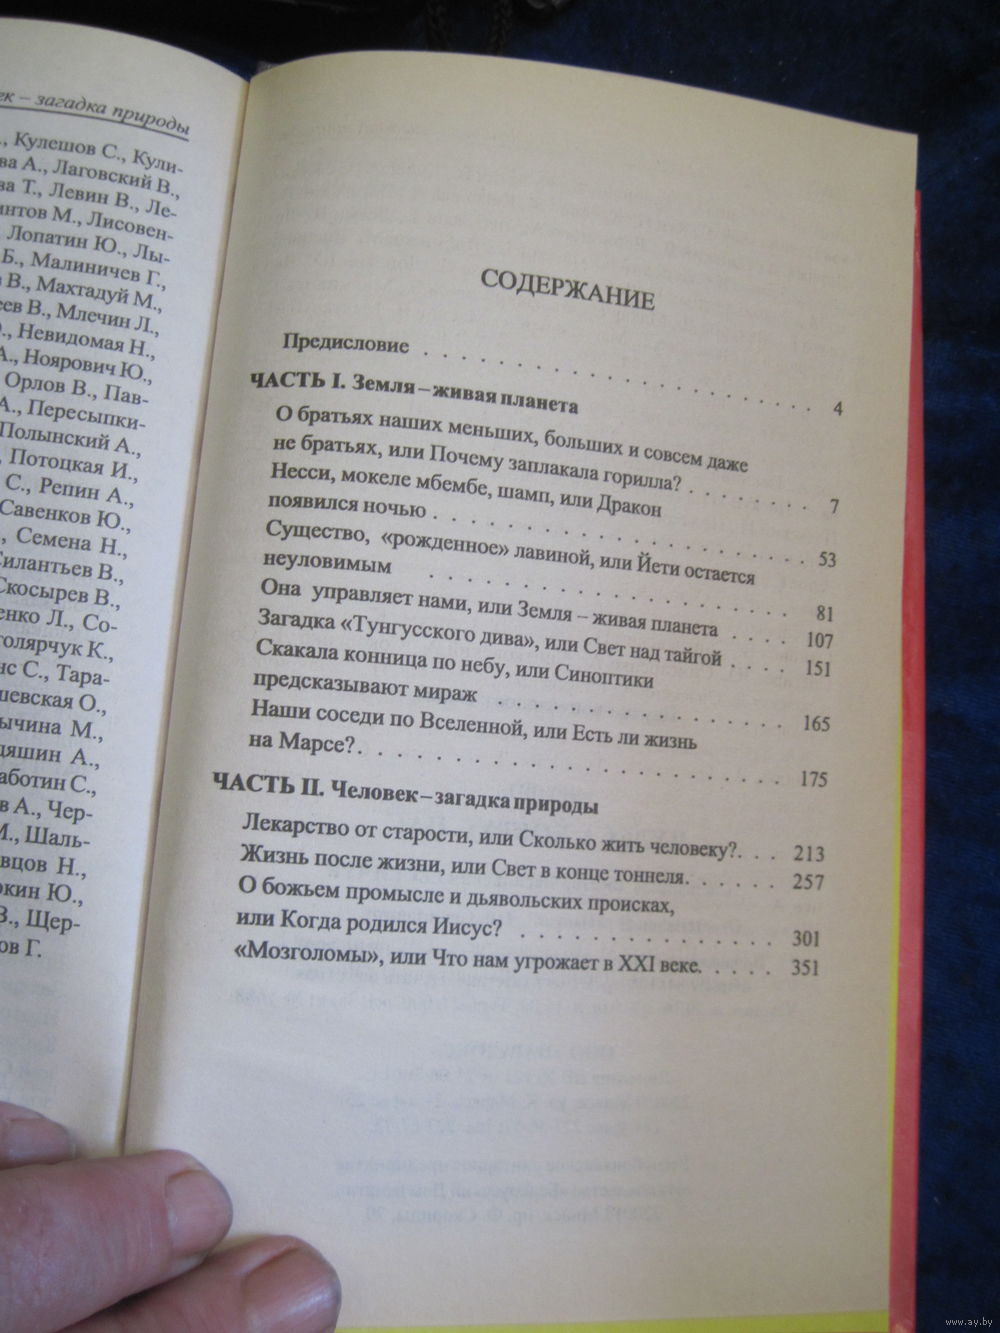 – загадка природы
Кулешов С., Кули-
ва А., Лаговский В.,
ва Т., Левин В., Ле-
интов М., Лисовен-
Лопатин Ю., Лы-
Б., Малиничев Г.,
В., Махтадуй М.,
еев В., Млечин Л.,
Невидомая Н.,
А., Ноярович Ю.,
Орлов В., Пав-
А., Пересыпки-
Полынский А.,
Потоцкая И.,
С., Репин А.,
Савенков Ю.,
Семена Н.,
Силантьев В.,
Скосырев В.,
енко Л., Со-
толярчук К.,
нс С., Тара-
шевская О.,
ычина М.,
дяшин А.,
аботин С.,
в А., Чер-
М., Шаль-
вцов Н.,
окин Ю.,
В., Щер-
ов Г.
СОДЕРЖАНИЕ
Предисловие . . . . . . . . . . . . . . . . . . 4
ЧАСТЬ I. Земля – живая планета
О братьях наших меньших, больших и совсем даже
не братьях, или Почему заплакала горилла? . . . . . . . 7
Несси, мокеле мбембе, шамп, или Дракон
появился ночью . . . . . . . . . . . . . . . . . 53
Существо, «рожденное» лавиной, или Йети остается
неуловимым . . . . . . . . . . . . . . . . . 81
Она управляет нами, или Земля – живая планета . . . . 107
Загадка «Тунгусского дива», или Свет над тайгой . . . . 151
Скакала конница по небу, или Синоптики
предсказывают мираж . . . . . . . . . . . . . . 165
Наши соседи по Вселенной, или Есть ли жизнь
на Марсе? . . . . . . . . . . . . . . . . . . . 175
ЧАСТЬ II. Человек – загадка природы
Лекарство от старости, или Сколько жить человеку? . . . 213
Жизнь после жизни, или Свет в конце тоннеля. . . . . . 257
О божьем промысле и дьявольских происках,
или Когда родился Иисус? . . . . . . . . . . . . . 301
«Мозголомы», или Что нам угрожает в XXI веке. . . . . 351
www.ay.by